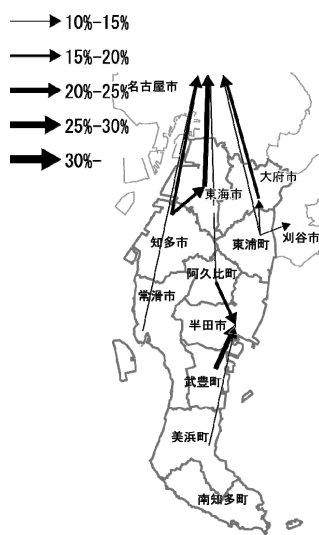 10%-15%
15%-20%
20%-25%
25%-30%
30%-
名古屋市
大府市
東海市
知多市
東浦町
刈谷市
阿久比町
常滑市
半田市
武豊町
美浜町
南知多町